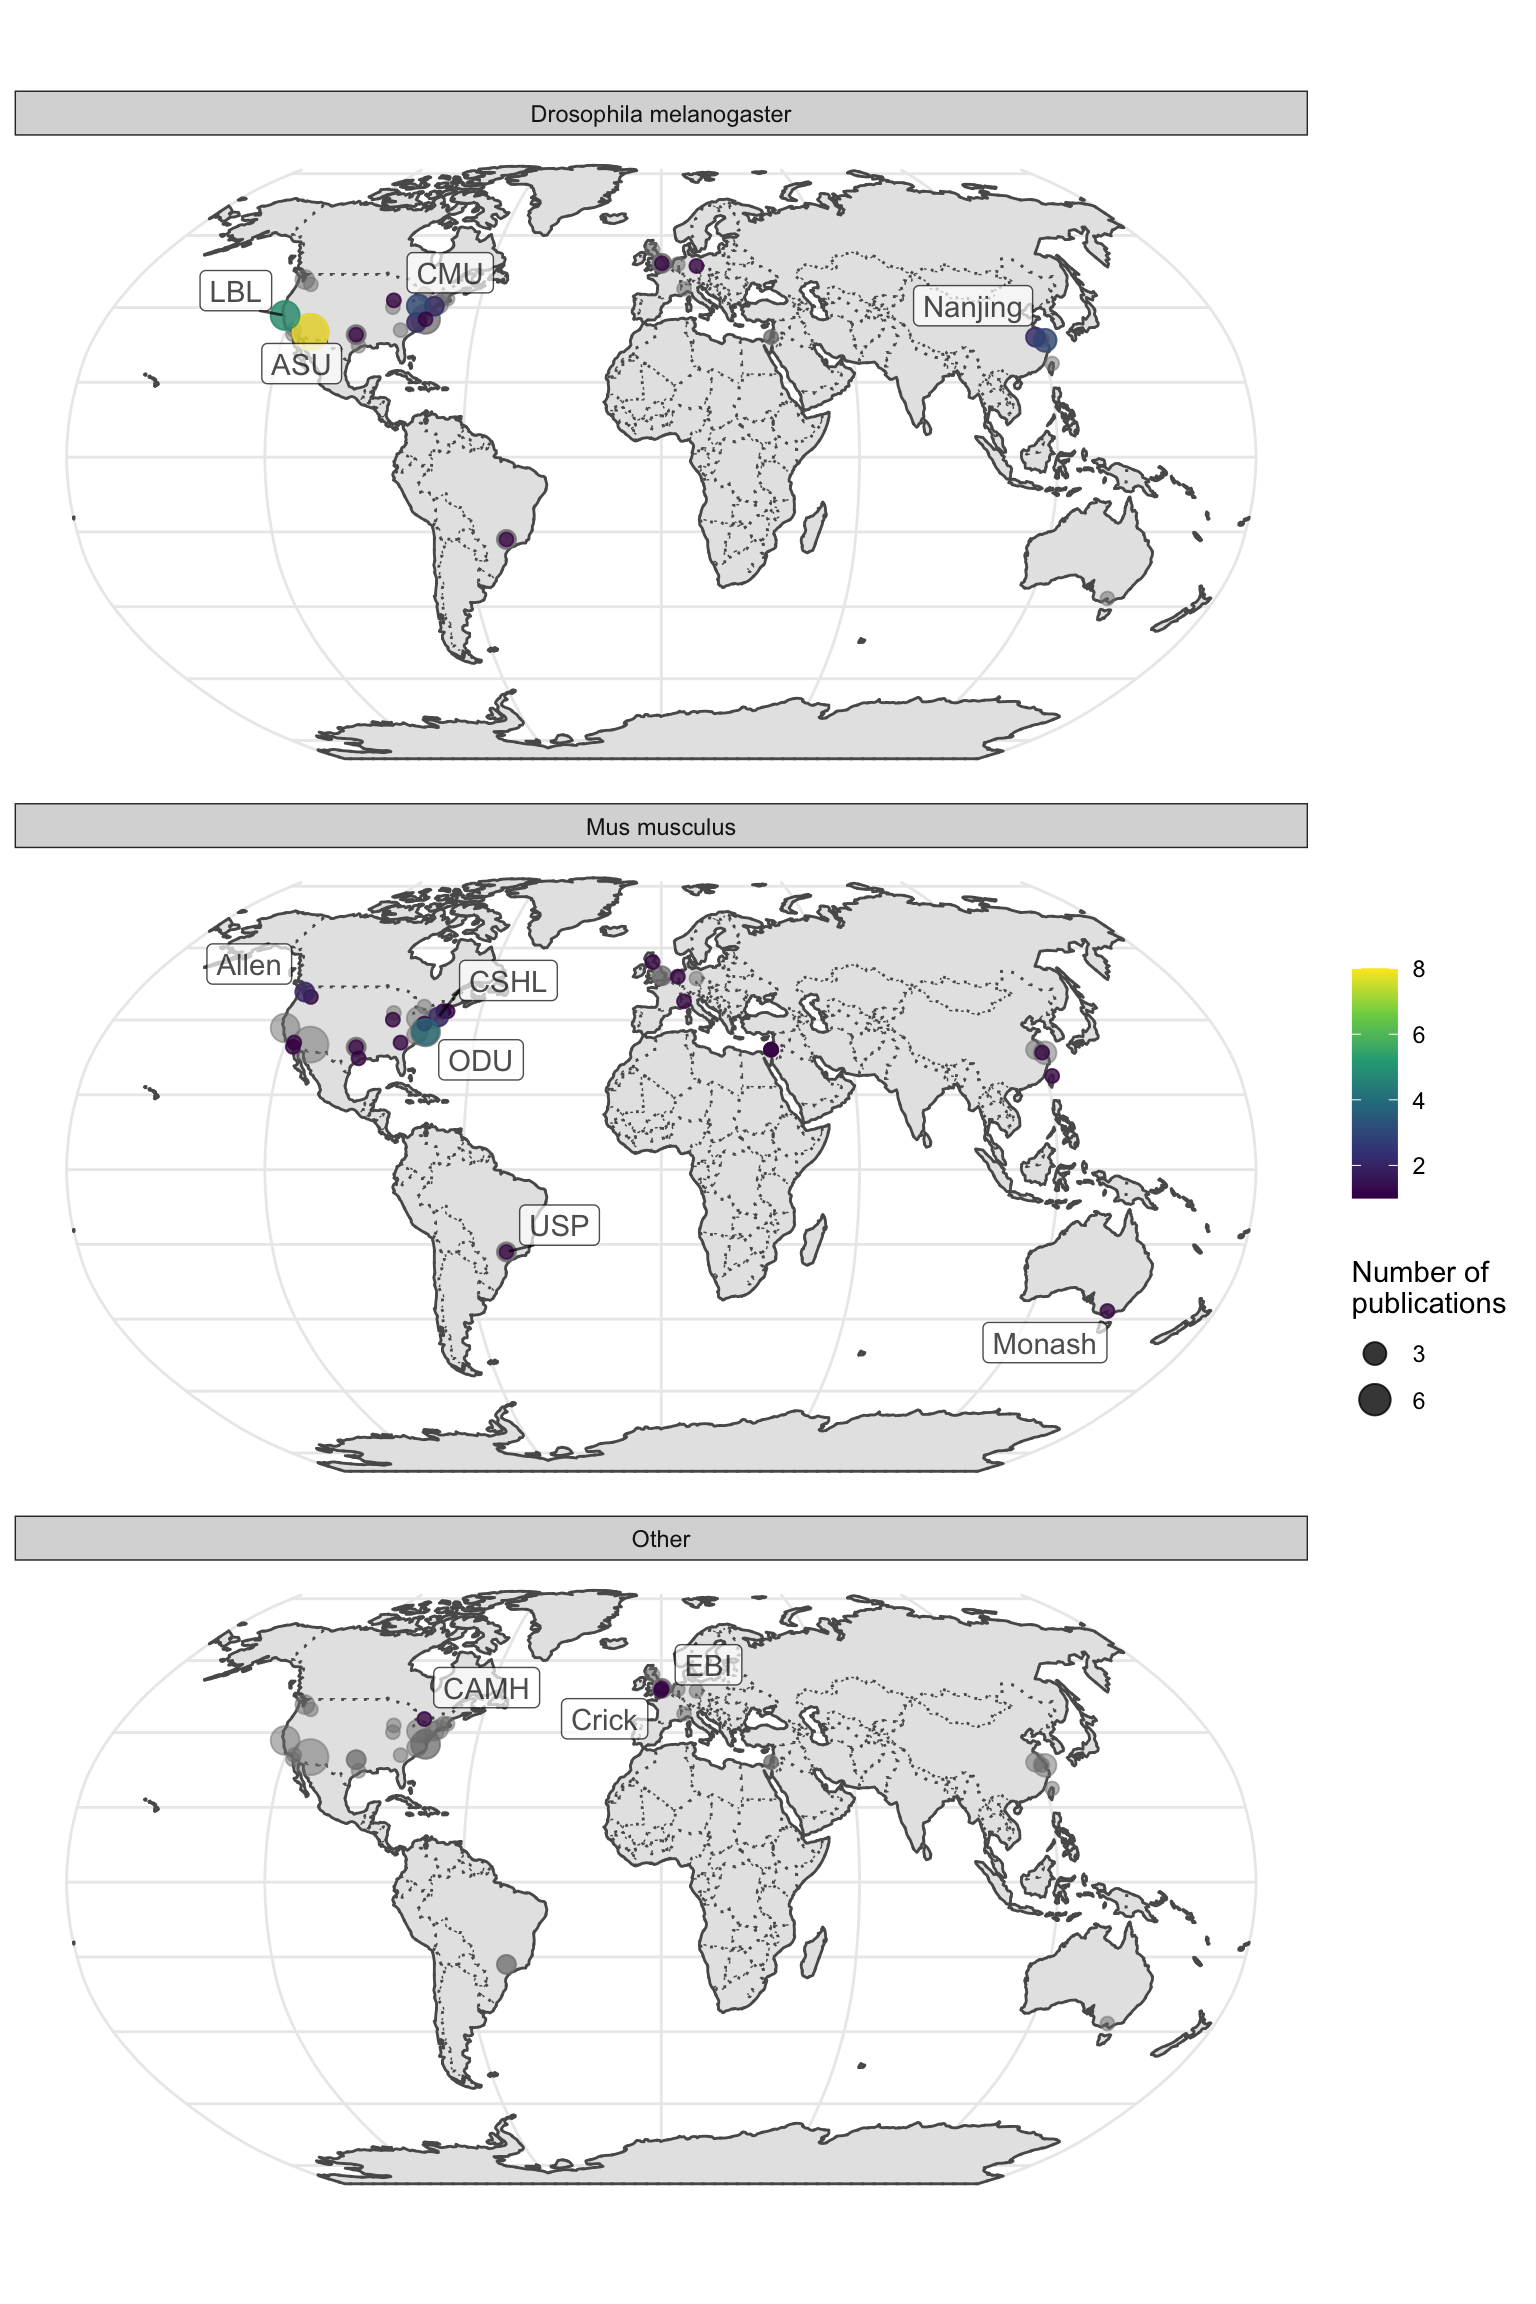 Drosophila melanogaster
CMU
LBL
Nanjing
ASU
Mus musculus
Allen
CSHL
ODU
USP
Monash
8
6
4
2
Number of
publications
3
6
Other
EBI
CAMH
Crick